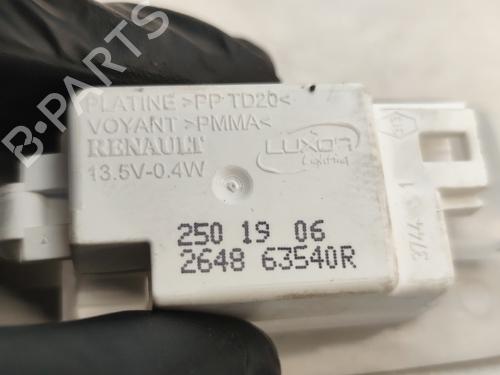 PLATINE >PP TD20<
VOYANT >PMMA<
RENAULT
13.5V-0.4W
LUXOR
Lighting
250 19 06
2648 63540R
B-PARTS